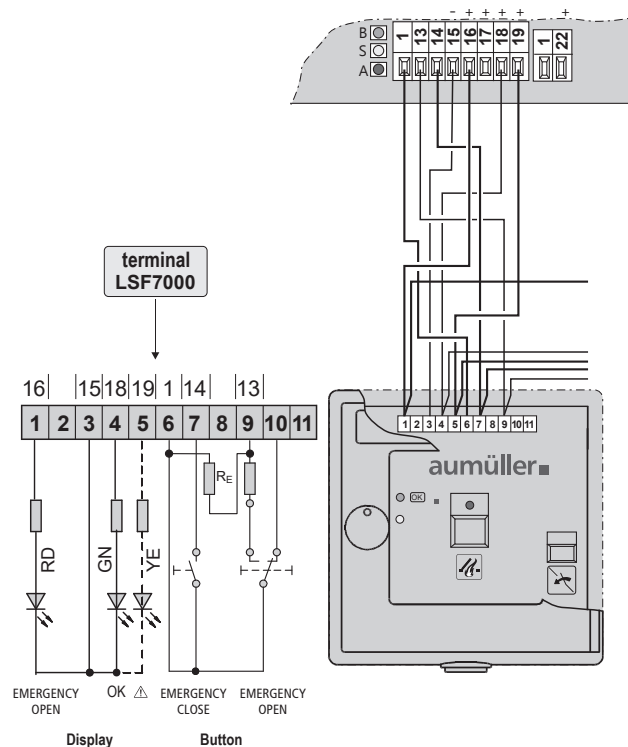 - + + + + +
B 1 13 14 15 16 17 18 19 1 22
S
A
terminal
LSF7000
16 15 18 19 1 14 13
1 2 3 4 5 6 7 8 9 10 11
RE
RD GN YE
1 2 3 4 5 6 7 8 9 10 11
aumüller
OK
EMERGENCY OPEN
OK
EMERGENCY CLOSE
EMERGENCY OPEN
Display
Button